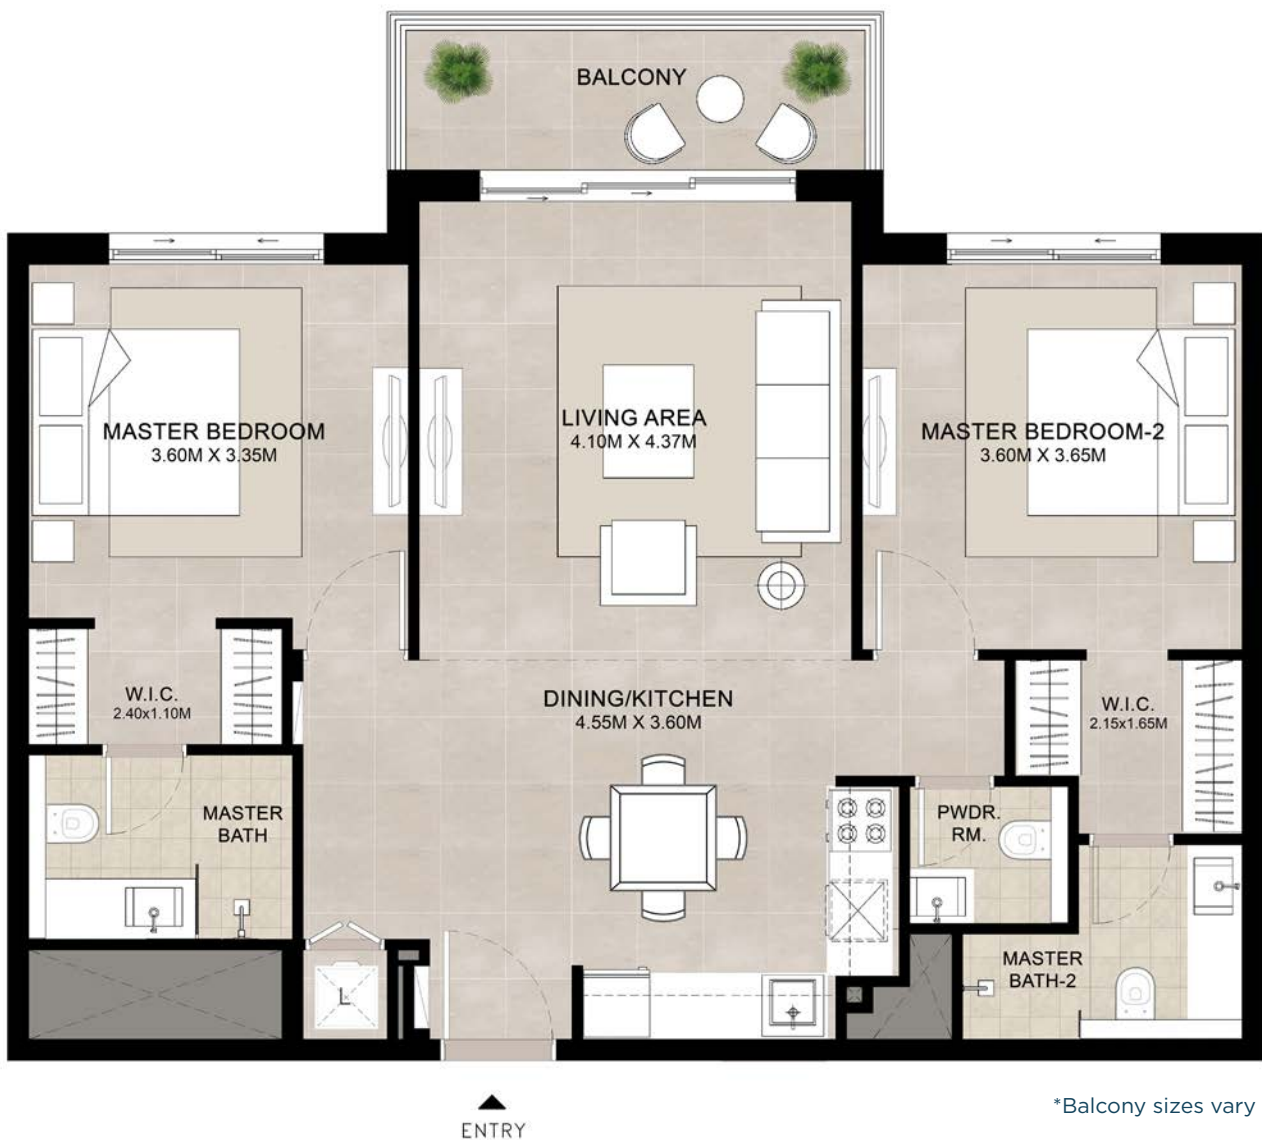 BALCONY
LIVING AREA
4.10M X 4.37M
MASTER BEDROOM
3.60M X 3.35M
MASTER BEDROOM-2
3.60M X 3.65M
W.I.C.
2.40x1.10M
DINING/KITCHEN
4.55M X 3.60M
W.I.C.
2.15x1.65M
MASTER
BATH
PWDR.
RM.
MASTER
BATH-2
L
ENTRY
*Balcony sizes vary